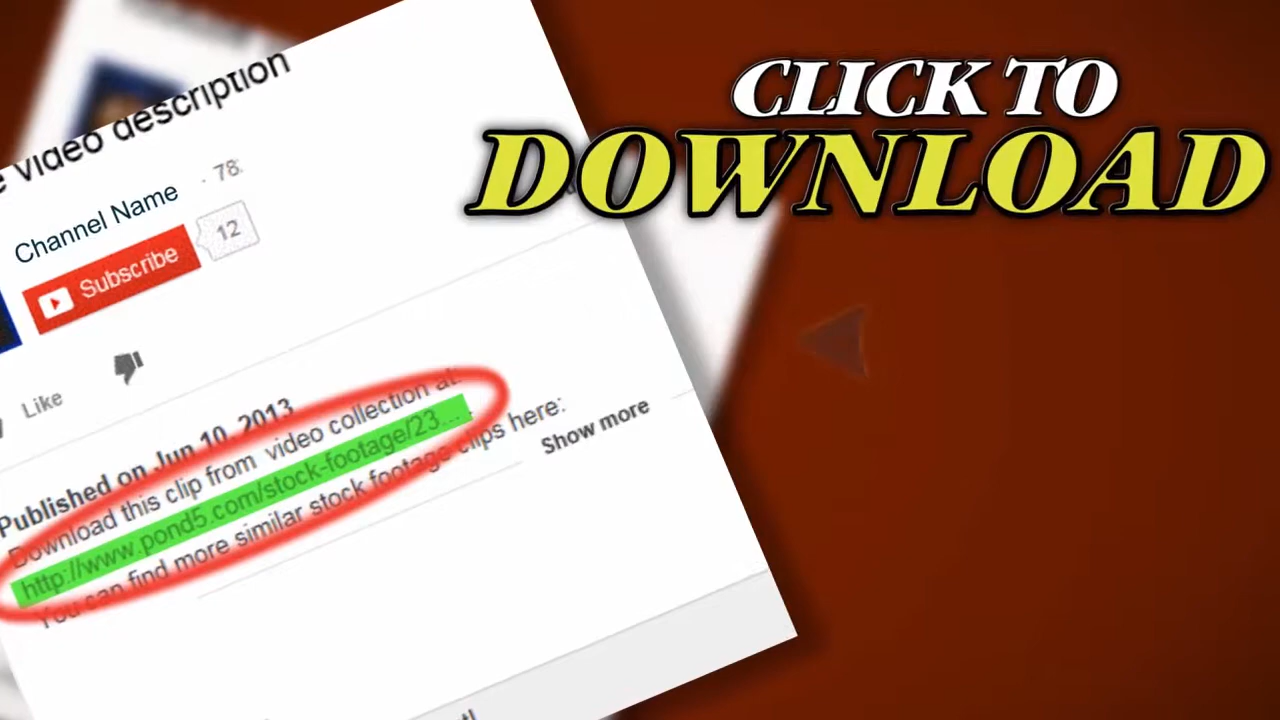 CLICK TO
DOWNLOAD
video description
Channel Name
78
Subscribe
12
Like
Published on Jun 10, 2013
Download this clip from video collection at:
http://www.pond5.com/stock-footage/23...
You can find more similar stock footage clips here:
Show more